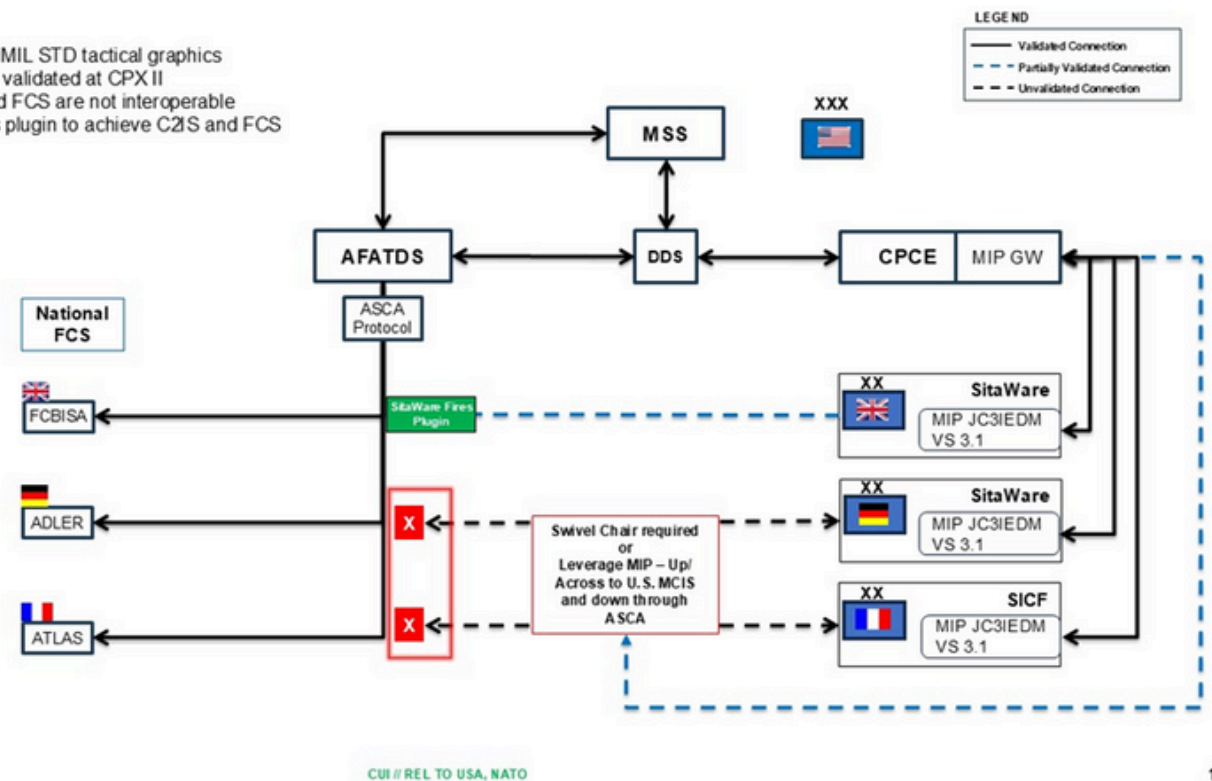 LEGEND
Validated Connection
Partially Validated Connection
Unvalidated Connection
MIL STD tactical graphics
validated at CPX II
d FCS are not interoperable
s plugin to achieve C2IS and FCS
XXX
MSS
AFATDS
DDS
CPCE
MIP GW
ASCA
Protocol
National
FCS
FCBISA
SitaWare Fires
Plugin
XX
SitaWare
MIP JC3IEDM
VS 3.1
ADLER
X
Swivel Chair required
or
Leverage MIP – Up/
Across to U.S. MCIS
and down through
ASCA
XX
SitaWare
MIP JC3IEDM
VS 3.1
ATLAS
X
XX
SICF
MIP JC3IEDM
VS 3.1
CUI // REL TO USA, NATO